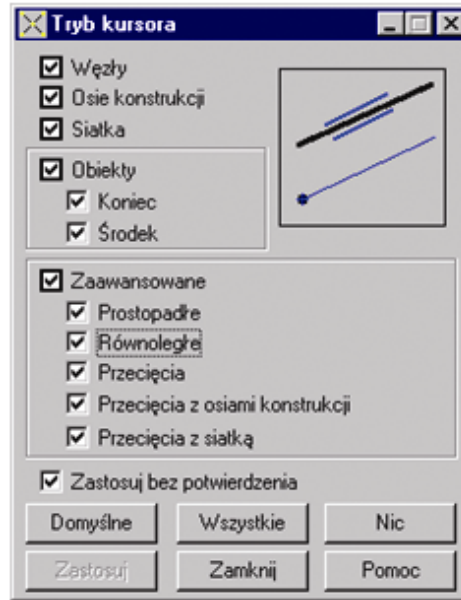 Tryb kursora
Węzły
Osie konstrukcji
Siatka
Obiekty
Koniec
Środek
Zaawansowane
Prostopadłe
Równoległe
Przecięcia
Przecięcia z osiami konstrukcji
Przecięcia z siatką
Zastosuj bez potwierdzenia
Domyślne Wszystkie Nic
Zastosuj Zamknij Pomoc